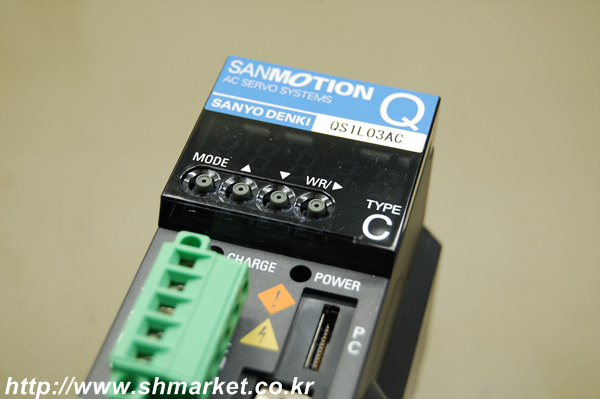 SANMOTION
AC SERVO SYSTEMS
Q
SANYO DENKI
QS1L03AC
MODE ▲ ▼ WR/▶
TYPE
C
CHARGE
POWER
!
PC
http://www.shmarket.co.kr